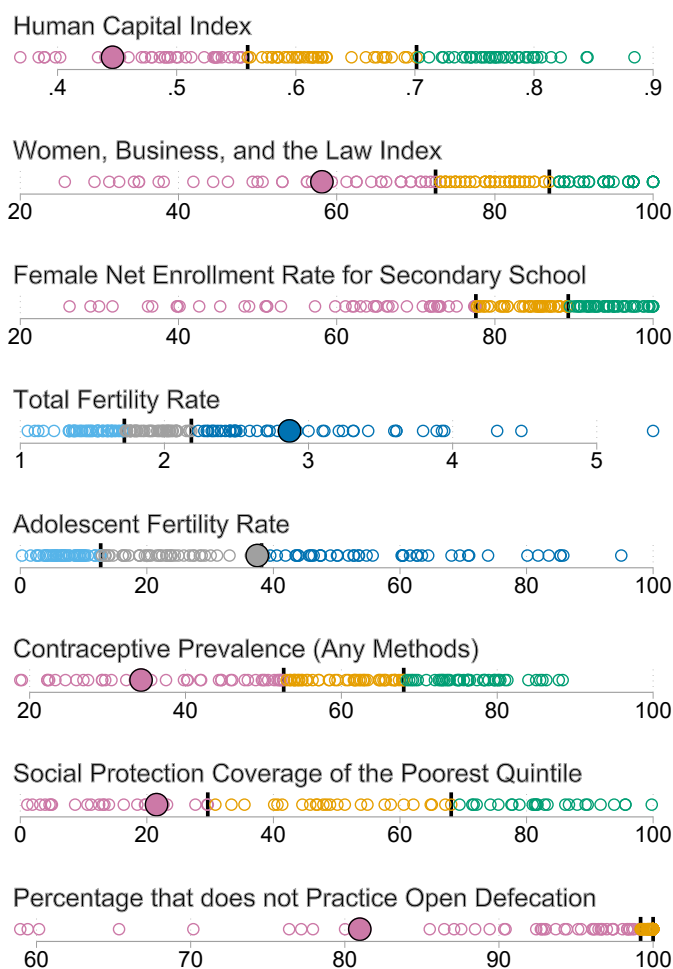 Human Capital Index
.4 .5 .6 .7 .8 .9
Women, Business, and the Law Index
20 40 60 80 100
Female Net Enrollment Rate for Secondary School
20 40 60 80 100
Total Fertility Rate
1 2 3 4 5
Adolescent Fertility Rate
0 20 40 60 80 100
Contraceptive Prevalence (Any Methods)
20 40 60 80 100
Social Protection Coverage of the Poorest Quintile
0 20 40 60 80 100
Percentage that does not Practice Open Defecation
60 70 80 90 100